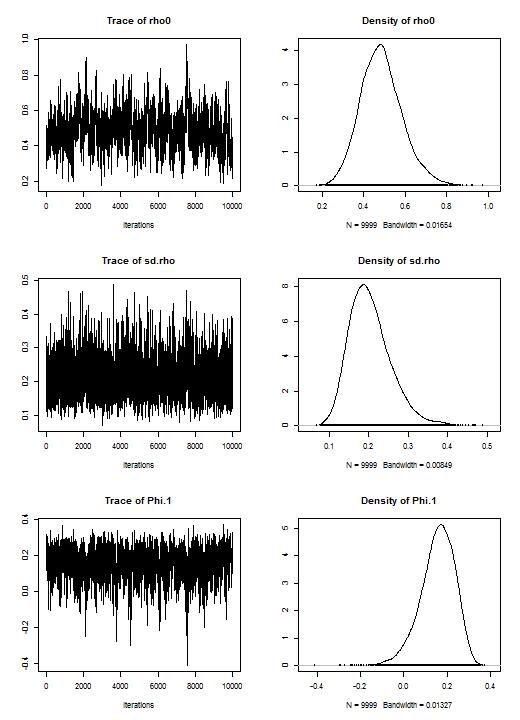 Trace of rho0
1.0
0.8
0.6
0.4
0.2
0 2000 4000 6000 8000 10000
Iterations
Density of rho0
4
3
2
1
0
0.2 0.4 0.6 0.8 1.0
N = 9999 Bandwidth = 0.01654
Trace of sd.rho
0.5
0.4
0.3
0.2
0.1
0 2000 4000 6000 8000 10000
Iterations
Density of sd.rho
8
6
4
2
0
0.1 0.2 0.3 0.4 0.5
N = 9999 Bandwidth = 0.00849
Trace of Phi.1
0.4
0.2
0.0
-0.2
-0.4
0 2000 4000 6000 8000 10000
Iterations
Density of Phi.1
5
4
3
2
1
0
-0.4 -0.2 0.0 0.2 0.4
N = 9999 Bandwidth = 0.01327